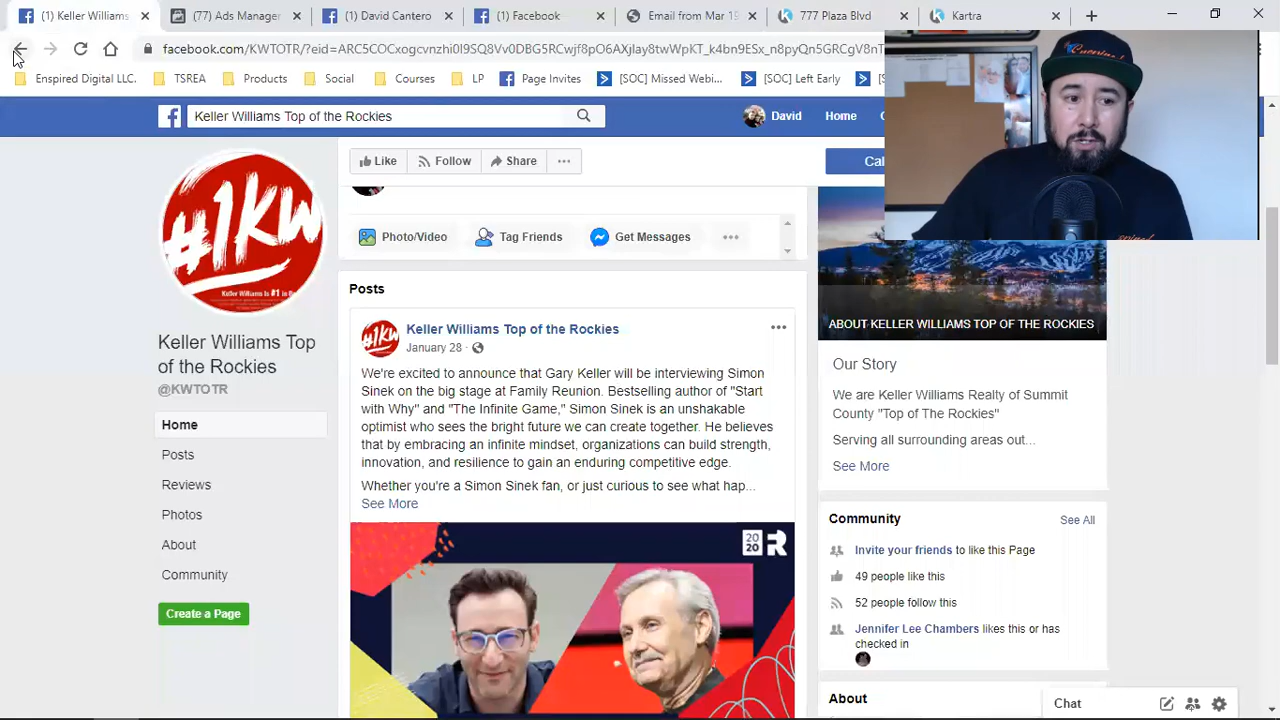 (1) Keller Williams
(77) Ads Manager
(1) David Cantero
(1) Facebook
Email from Mar 19
777 Plaza Blvd
Kartra
Enspired Digital LLC.
TSREA
Products
Social
Courses
LP
Page Invites
[SOC] Missed Webi...
[SOC] Left Early
Keller Williams Top of the Rockies
David
Home
Like
Follow
Share
Photo/Video
Tag Friends
Get Messages
#1KW
Keller Williams Top
of the Rockies
@KWTOTR
Home
Posts
Reviews
Photos
About
Community
Create a Page
Posts
Keller Williams Top of the Rockies
January 28 ·
We're excited to announce that Gary Keller will be interviewing Simon
Sinek on the big stage at Family Reunion. Bestselling author of "Start
with Why" and "The Infinite Game," Simon Sinek is an unshakable
optimist who sees the bright future we can create together. He believes
that by embracing an infinite mindset, organizations can build strength,
innovation, and resilience to gain an enduring competitive edge.
Whether you're a Simon Sinek fan, or just curious to see what hap...
See More
2020 R
ABOUT KELLER WILLIAMS TOP OF THE ROCKIES
Our Story
We are Keller Williams Realty of Summit
County "Top of The Rockies"
Serving all surrounding areas out...
See More
Community
See All
Invite your friends to like this Page
49 people like this
52 people follow this
Jennifer Lee Chambers likes this or has
checked in
About
Chat